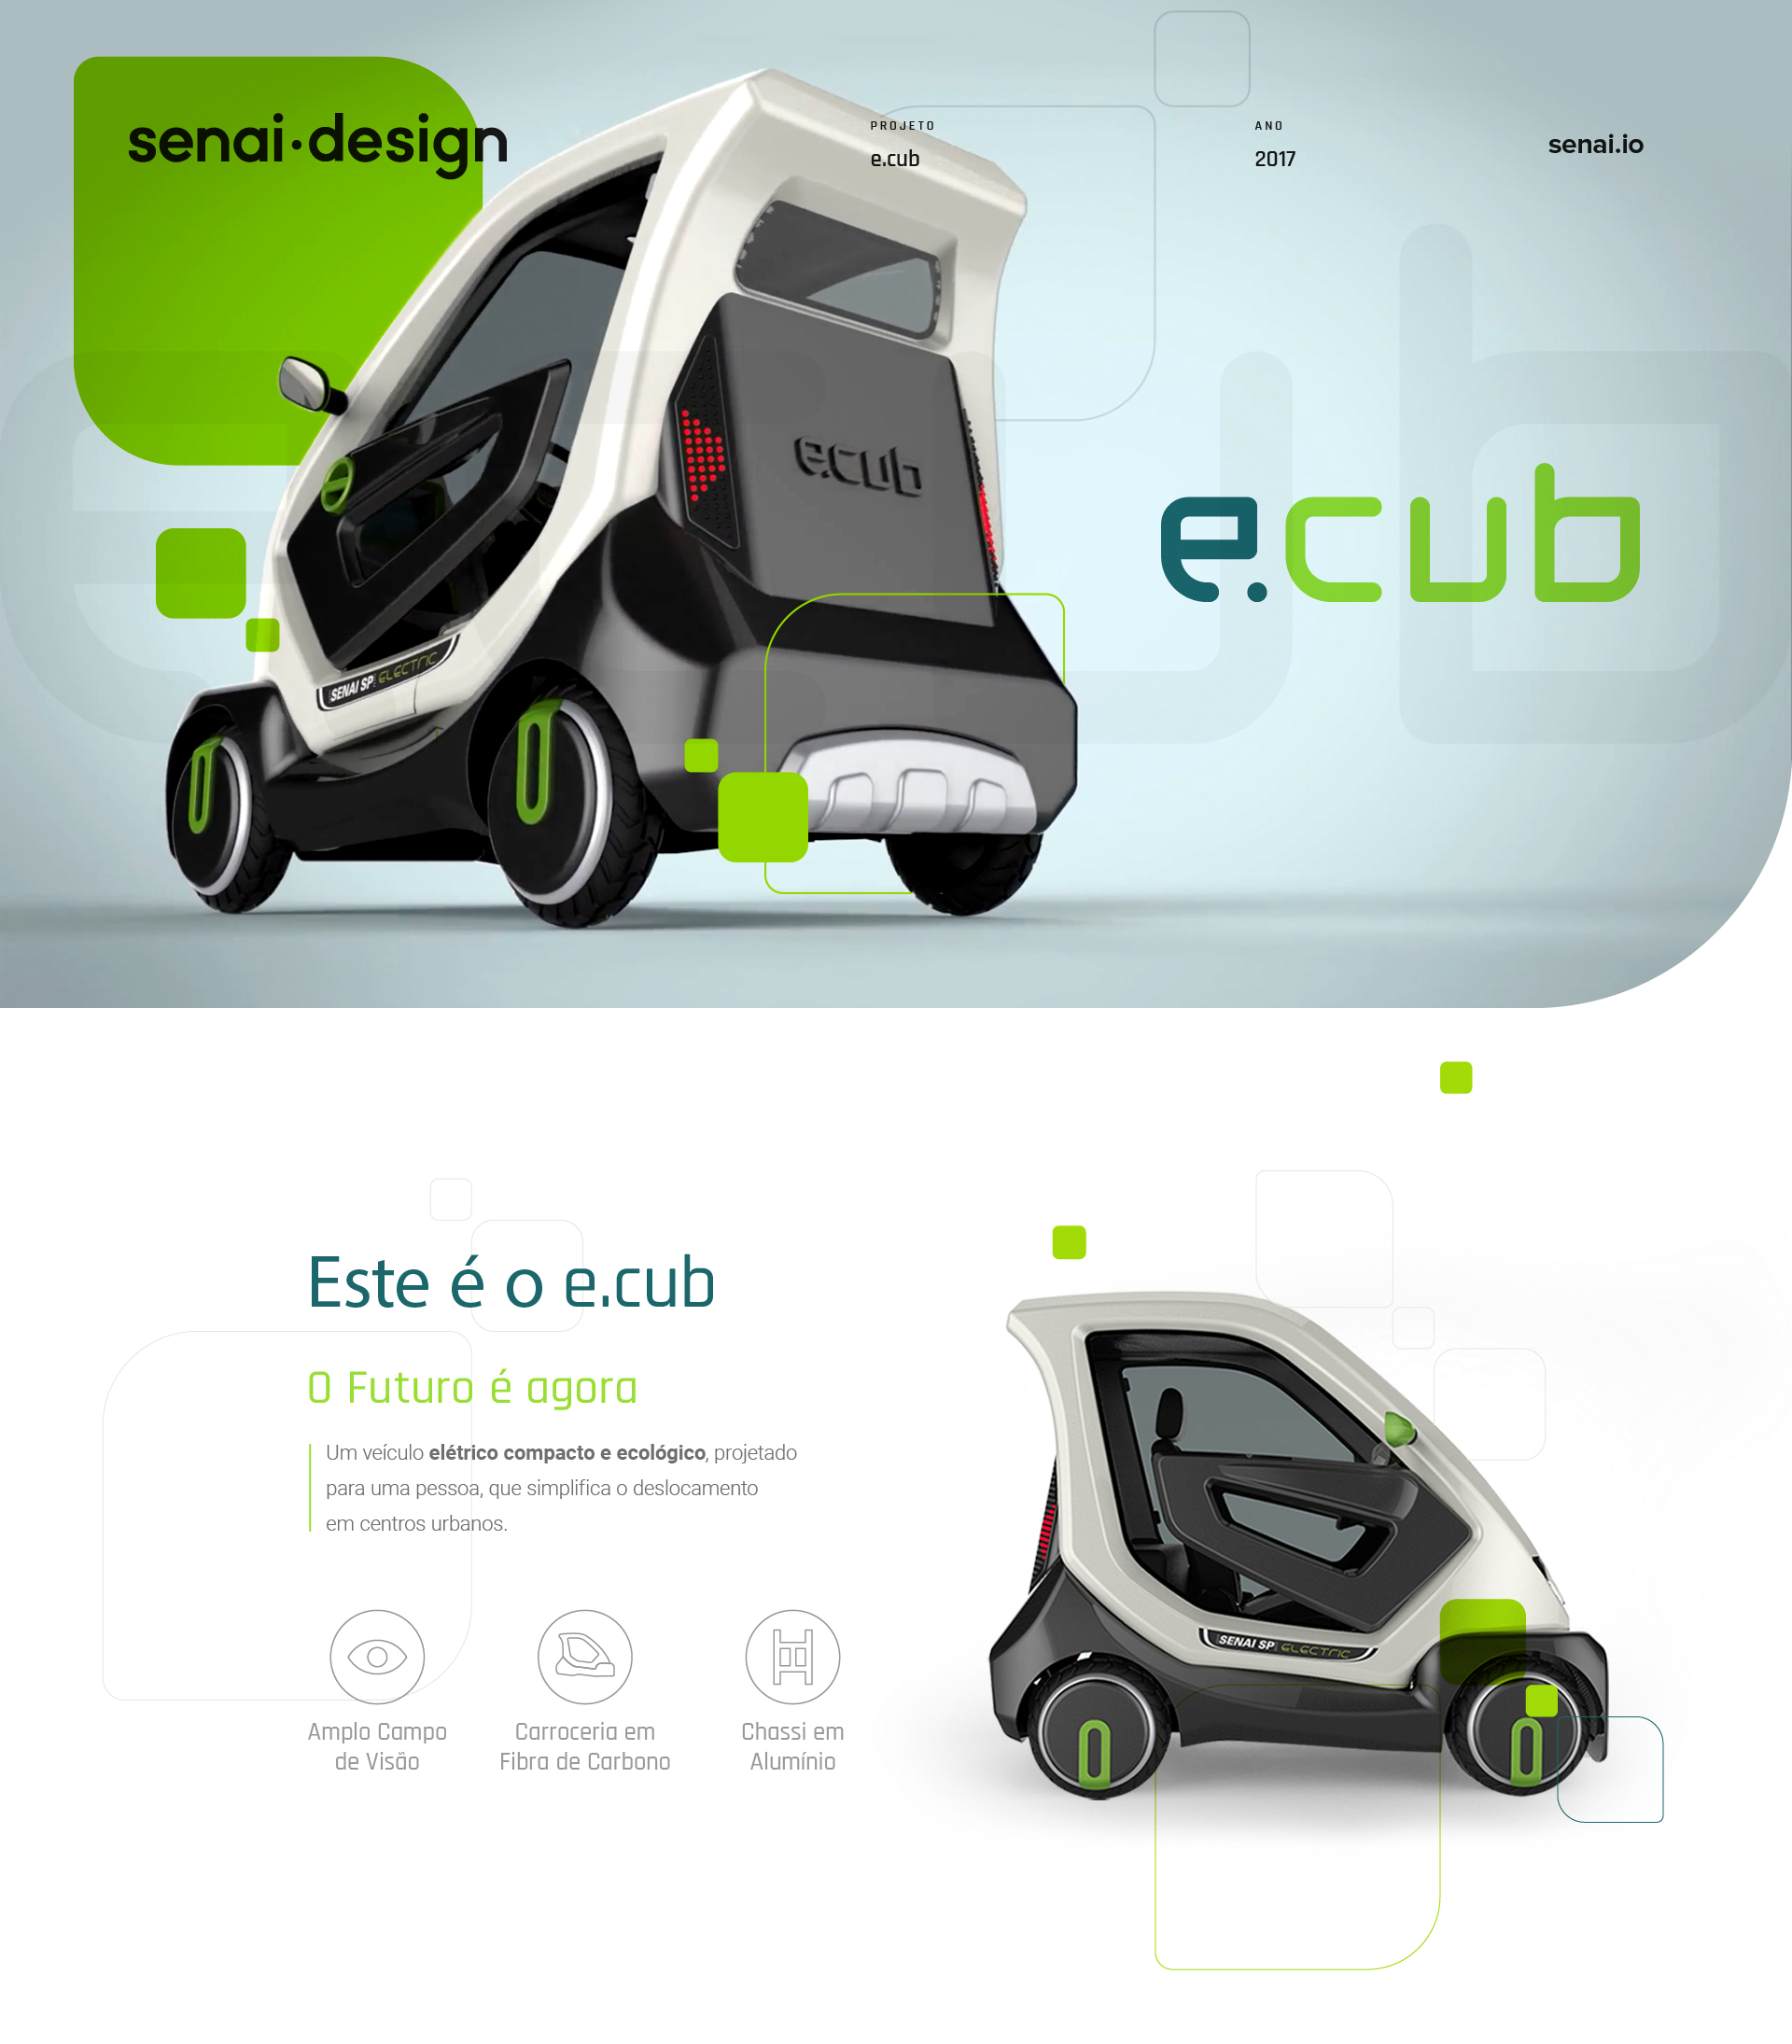 senai·design
PROJETO
e.cub
ANO
2017
senai.io
e.cub
e.cub
SENAI SP ELECTRIC
Este é o e.cub
O Futuro é agora
Um veículo elétrico compacto e ecológico, projetado
para uma pessoa, que simplifica o deslocamento
em centros urbanos.
SENAI SP ELECTRIC
Amplo Campo
de Visão
Carroceria em
Fibra de Carbono
Chassi em
Alumínio